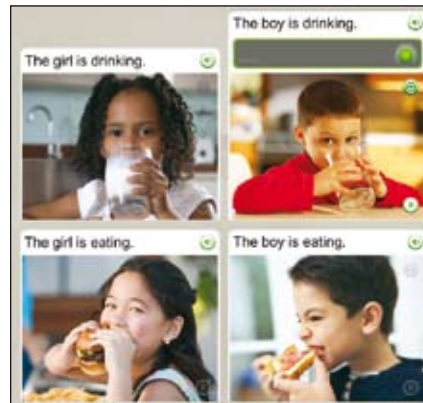 The girl is drinking.
The boy is drinking.
The girl is eating.
The boy is eating.